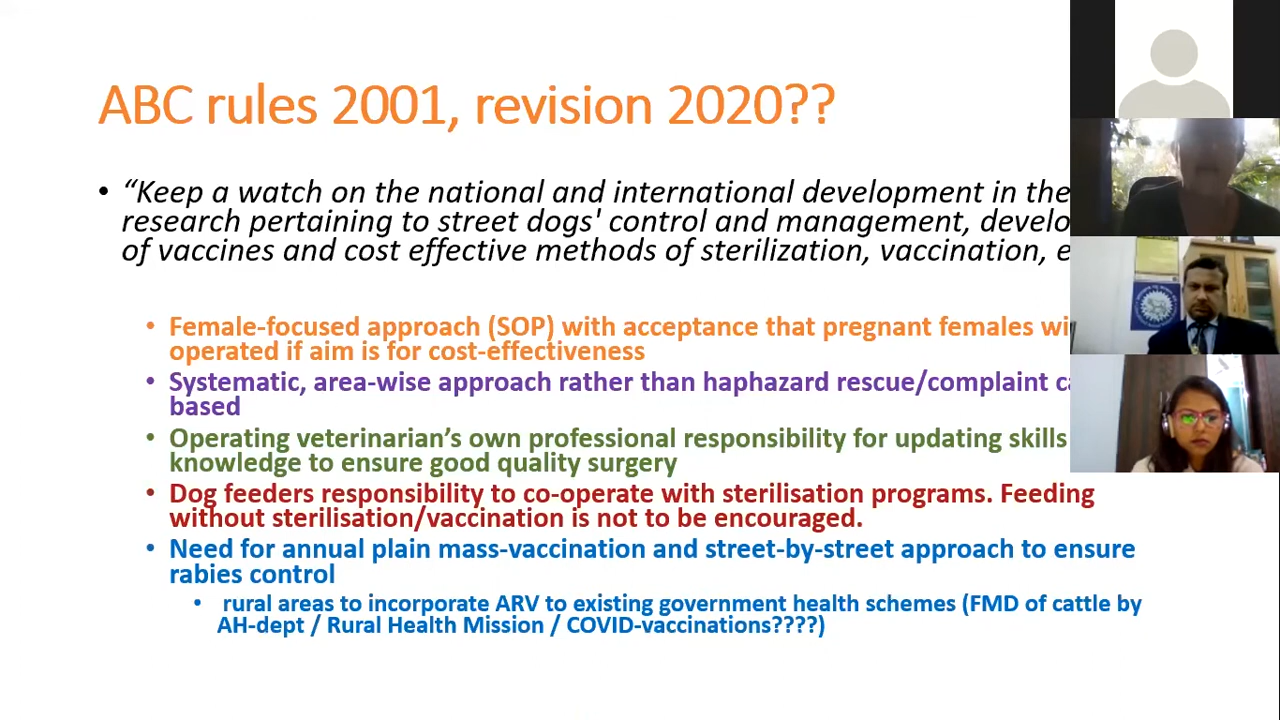 ABC rules 2001, revision 2020??
• “Keep a watch on the national and international development in the
research pertaining to street dogs' control and management, develo
of vaccines and cost effective methods of sterilization, vaccination, e
• Female-focused approach (SOP) with acceptance that pregnant females wi
operated if aim is for cost-effectiveness
• Systematic, area-wise approach rather than haphazard rescue/complaint ca
based
• Operating veterinarian’s own professional responsibility for updating skills
knowledge to ensure good quality surgery
• Dog feeders responsibility to co-operate with sterilisation programs. Feeding
without sterilisation/vaccination is not to be encouraged.
• Need for annual plain mass-vaccination and street-by-street approach to ensure
rabies control
• rural areas to incorporate ARV to existing government health schemes (FMD of cattle by
AH-dept / Rural Health Mission / COVID-vaccinations????)